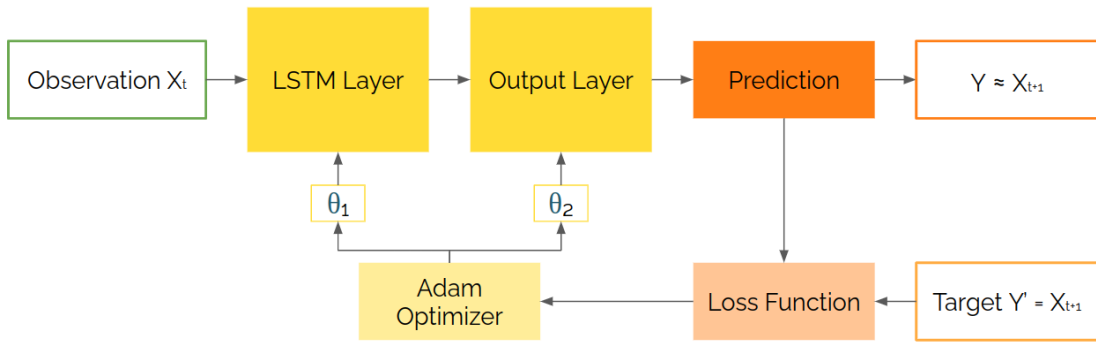 Observation Xt
LSTM Layer
Output Layer
Prediction
Y ≈ Xt+1
θ1
θ2
Adam
Optimizer
Loss Function
Target Y' = Xt+1